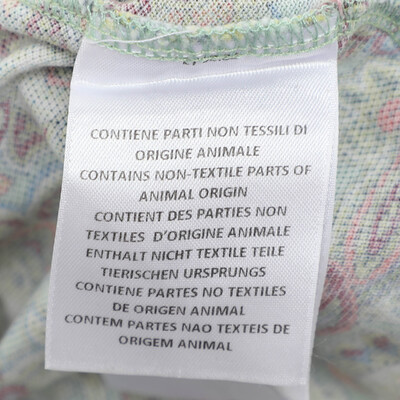 CONTIENE PARTI NON TESSILI DI
ORIGINE ANIMALE
CONTAINS NON-TEXTILE PARTS OF
ANIMAL ORIGIN
CONTIENT DES PARTIES NON
TEXTILES D'ORIGINE ANIMALE
ENTHALT NICHT TEXTILE TEILE
TIERISCHEN URSPRUNGS
CONTIENE PARTES NO TEXTILES
DE ORIGEN ANIMAL
CONTEM PARTES NAO TEXTEIS DE
ORIGEM ANIMAL